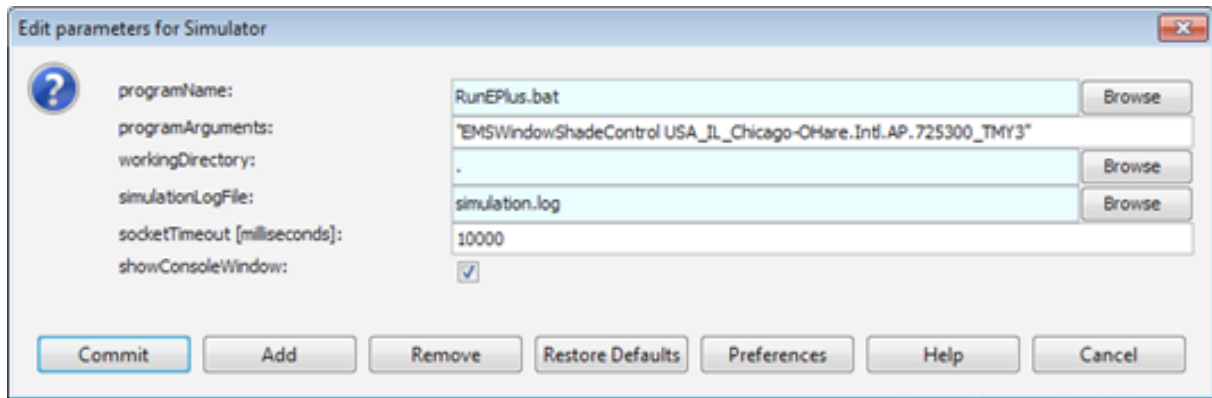 Edit parameters for Simulator
programName: RunEPlus.bat Browse
programArguments: "EMSWindowShadeControl USA_IL_Chicago-OHare.Intl.AP.725300_TMY3"
workingDirectory: . Browse
simulationLogFile: simulation.log Browse
socketTimeout [milliseconds]: 10000
showConsoleWindow:
Commit Add Remove Restore Defaults Preferences Help Cancel